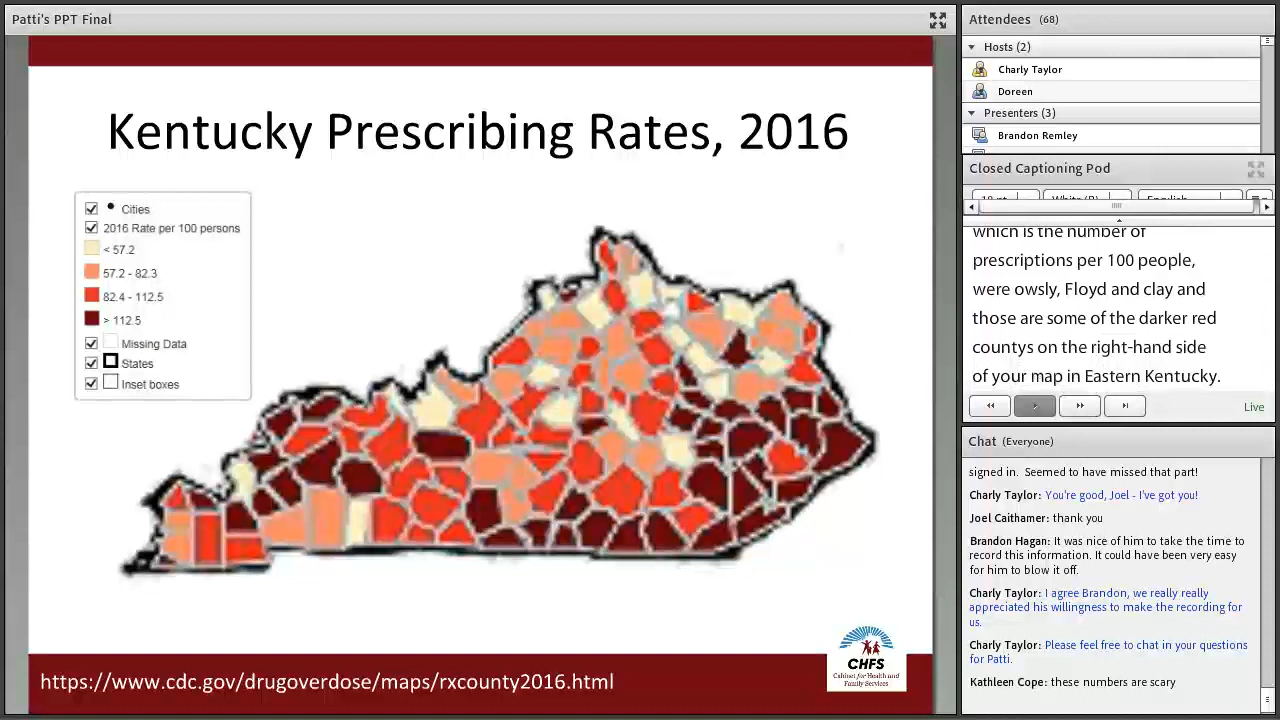 Patti's PPT Final
Kentucky Prescribing Rates, 2016
Cities
2016 Rate per 100 persons
< 57.2
57.2 - 82.3
82.4 - 112.5
> 112.5
Missing Data
States
Inset boxes
CHFS
Cabinet for Health and
Family Services
https://www.cdc.gov/drugoverdose/maps/rxcounty2016.html
Attendees (68)
Hosts (2)
Charly Taylor
Doreen
Presenters (3)
Brandon Remley
Closed Captioning Pod
which is the number of
prescriptions per 100 people,
were owsly, Floyd and clay and
those are some of the darker red
countys on the right-hand side
of your map in Eastern Kentucky.
Live
Chat (Everyone)
signed in. Seemed to have missed that part!
Charly Taylor: You're good, Joel - I've got you!
Joel Caithamer: thank you
Brandon Hagan: It was nice of him to take the time to
record this information. It could have been very easy
for him to blow it off.
Charly Taylor: I agree Brandon, we really really
appreciated his willingness to make the recording for
us.
Charly Taylor: Please feel free to chat in your questions
for Patti.
Kathleen Cope: these numbers are scary